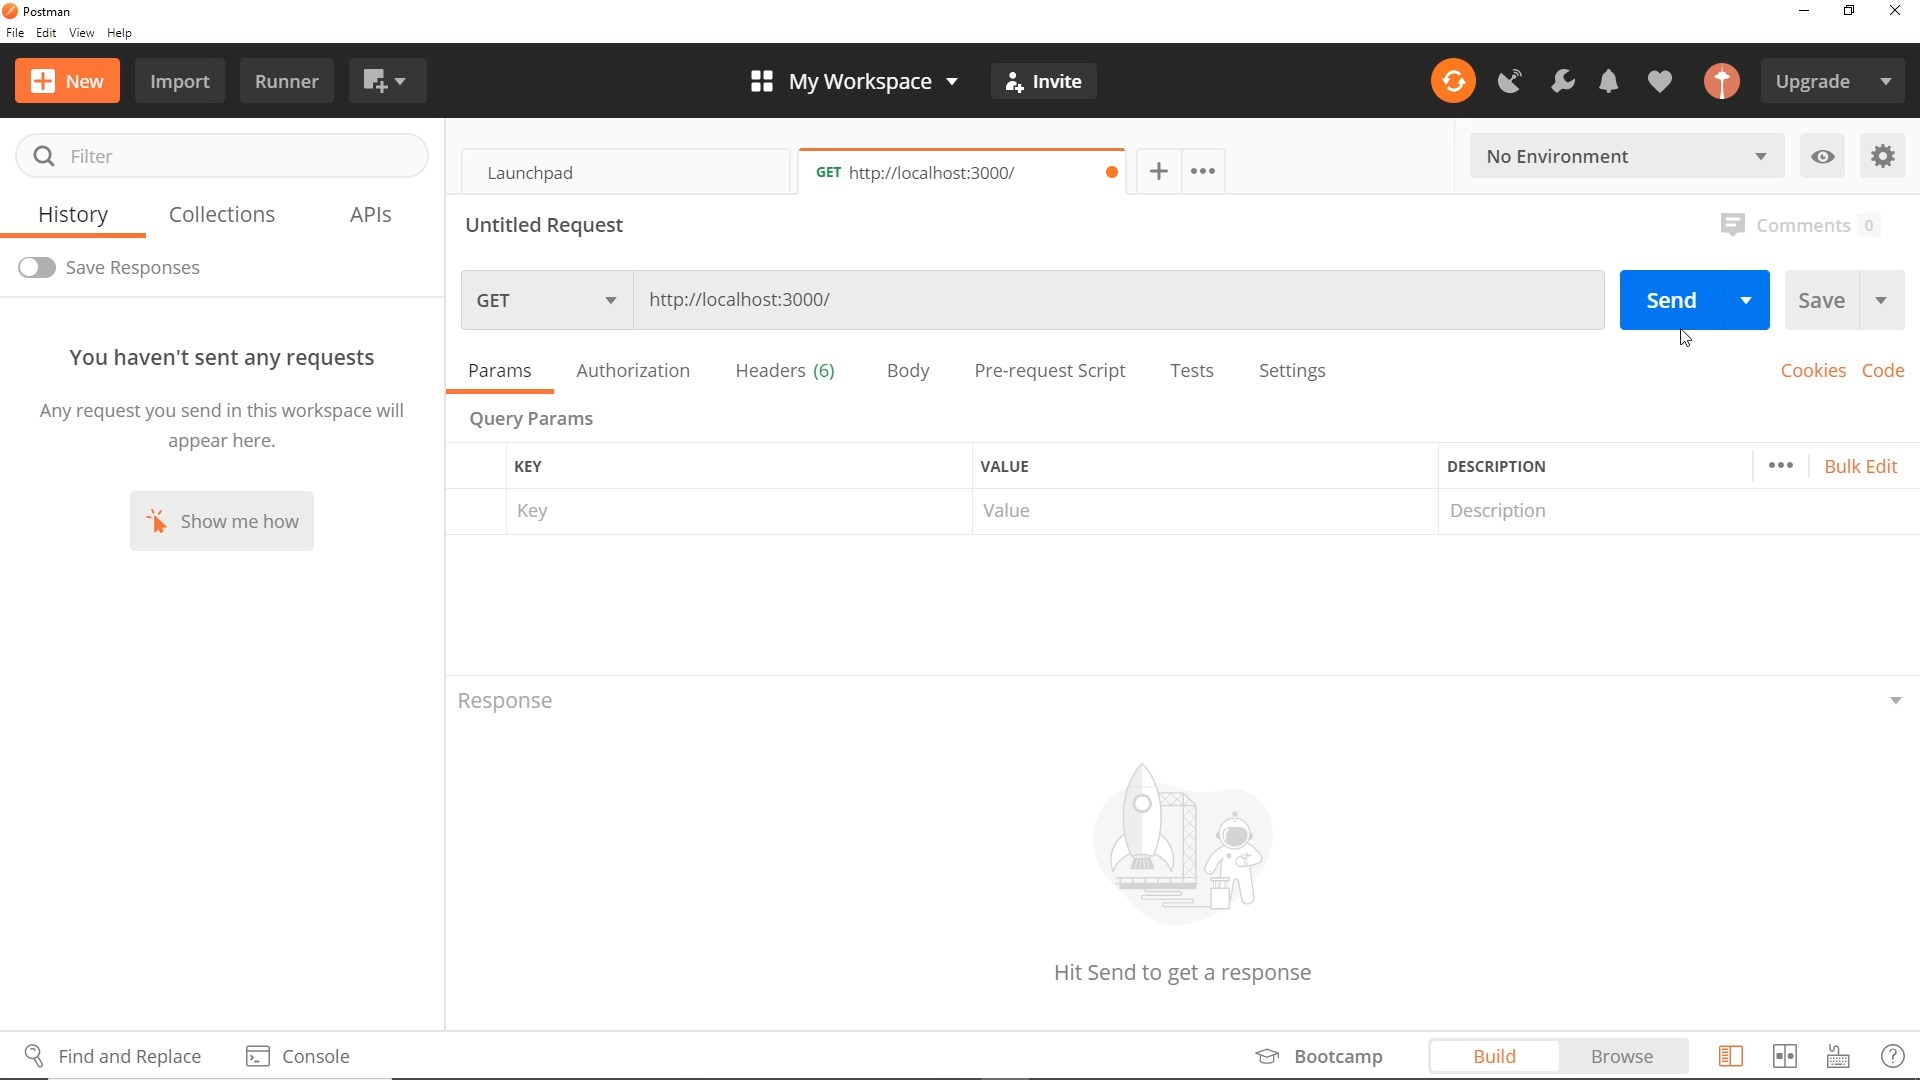 Postman
File Edit View Help
New Import Runner My Workspace Invite Upgrade
Filter
History Collections APIs
Save Responses
You haven't sent any requests
Any request you send in this workspace will
appear here.
Show me how
Launchpad GET http://localhost:3000/ No Environment
Untitled Request Comments 0
GET http://localhost:3000/ Send Save
Params Authorization Headers (6) Body Pre-request Script Tests Settings Cookies Code
Query Params
KEY VALUE DESCRIPTION Bulk Edit
Key Value Description
Response
Hit Send to get a response
Find and Replace Console Bootcamp Build Browse